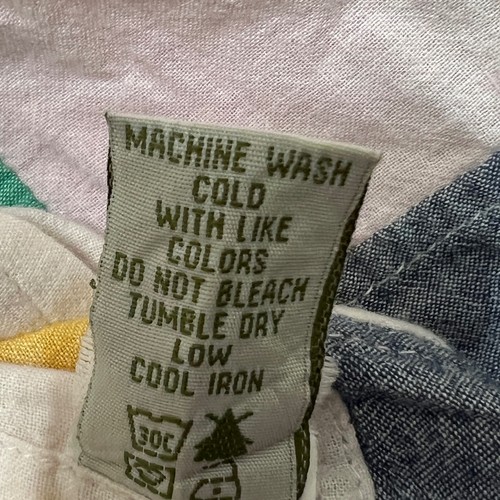 MACHINE WASH
COLD
WITH LIKE
COLORS
DO NOT BLEACH
TUMBLE DRY
LOW
COOL IRON
30C